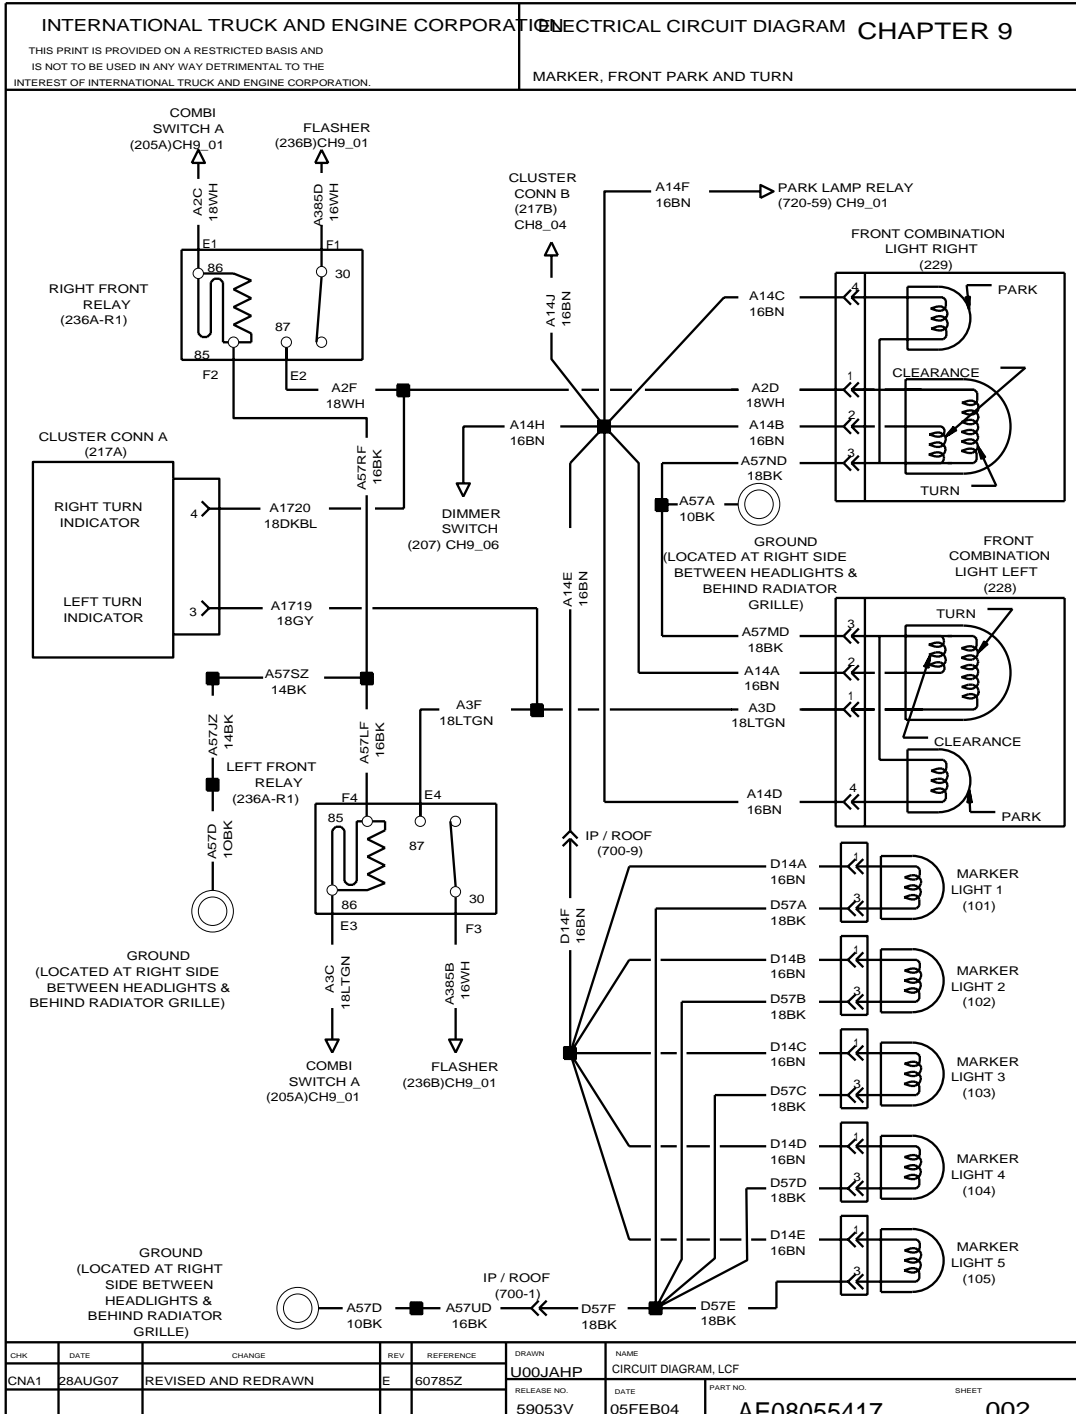 INTERNATIONAL TRUCK AND ENGINE CORPORATION
THIS PRINT IS PROVIDED ON A RESTRICTED BASIS AND
IS NOT TO BE USED IN ANY WAY DETRIMENTAL TO THE
INTEREST OF INTERNATIONAL TRUCK AND ENGINE CORPORATION.
ELECTRICAL CIRCUIT DIAGRAM CHAPTER 9
MARKER, FRONT PARK AND TURN
COMBI
SWITCH A
(205A)CH9_01
FLASHER
(236B)CH9_01
A2C
18WH
A385D
16WH
E1
F1
86
30
RIGHT FRONT
RELAY
(236A-R1)
87
85
F2
E2
A2F
18WH
CLUSTER
CONN B
(217B)
CH8_04
A14J
16BN
A14F
16BN
PARK LAMP RELAY
(720-59) CH9_01
FRONT COMBINATION
LIGHT RIGHT
(229)
A14C
16BN
4
PARK
CLEARANCE
A2D
18WH
1
A14B
16BN
2
A57ND
18BK
3
TURN
A14H
16BN
DIMMER
SWITCH
(207) CH9_06
A57A
10BK
GROUND
(LOCATED AT RIGHT SIDE
BETWEEN HEADLIGHTS &
BEHIND RADIATOR
GRILLE)
CLUSTER CONN A
(217A)
RIGHT TURN
INDICATOR
4
A1720
18DKBL
LEFT TURN
INDICATOR
3
A1719
18GY
A57RF
16BK
A14E
16BN
FRONT
COMBINATION
LIGHT LEFT
(228)
TURN
A57MD
18BK
3
A14A
16BN
2
A3D
18LTGN
1
CLEARANCE
A14D
16BN
4
PARK
A57SZ
14BK
A57JZ
14BK
A57LF
16BK
A3F
18LTGN
LEFT FRONT
RELAY
(236A-R1)
F4
E4
85
87
86
30
E3
F3
A57D
1OBK
GROUND
(LOCATED AT RIGHT SIDE
BETWEEN HEADLIGHTS &
BEHIND RADIATOR GRILLE)
A3C
18LTGN
A385B
16WH
COMBI
SWITCH A
(205A)CH9_01
FLASHER
(236B)CH9_01
IP / ROOF
(700-9)
D14F
16BN
D14A
16BN
1
D57A
18BK
3
MARKER
LIGHT 1
(101)
D14B
16BN
1
D57B
18BK
3
MARKER
LIGHT 2
(102)
D14C
16BN
1
D57C
18BK
3
MARKER
LIGHT 3
(103)
D14D
16BN
1
D57D
18BK
3
MARKER
LIGHT 4
(104)
D14E
16BN
1
3
MARKER
LIGHT 5
(105)
GROUND
(LOCATED AT RIGHT
SIDE BETWEEN
HEADLIGHTS &
BEHIND RADIATOR
GRILLE)
A57D
10BK
A57UD
16BK
IP / ROOF
(700-1)
D57F
18BK
D57E
18BK
CHK DATE CHANGE REV REFERENCE
CNA1 28AUG07 REVISED AND REDRAWN E 60785Z
DRAWN
U00JAHP
NAME
CIRCUIT DIAGRAM, LCF
RELEASE NO.
59053V
DATE
05FEB04
PART NO.
AE08055417
SHEET
002